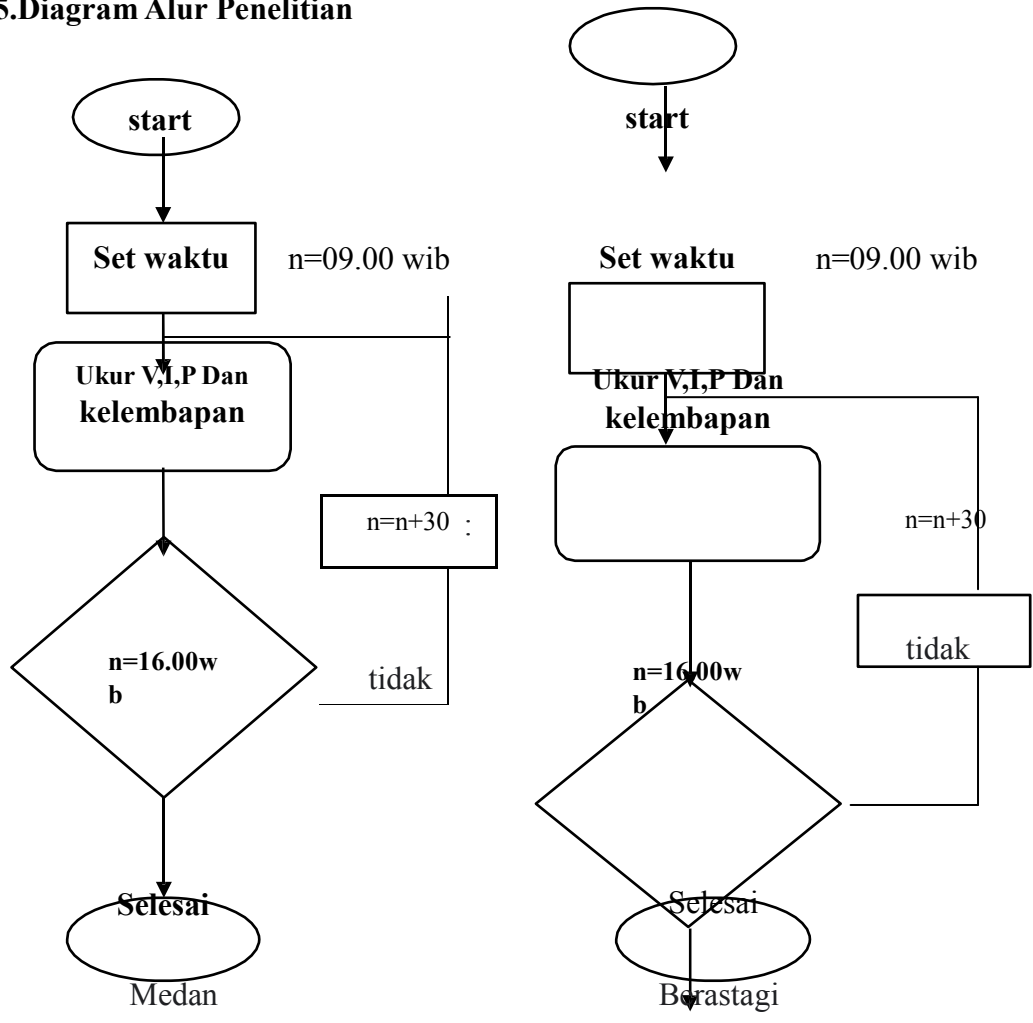 5.Diagram Alur Penelitian
start
Set waktu
n=09.00 wib
Ukur V,I,P Dan
kelembapan
n=n+30 :
n=16.00w
b
tidak
Selesai
Medan
start
Set waktu
n=09.00 wib
Ukur V,I,P Dan
kelembapan
n=n+30
tidak
n=16.00w
b
Selesai
Berastagi